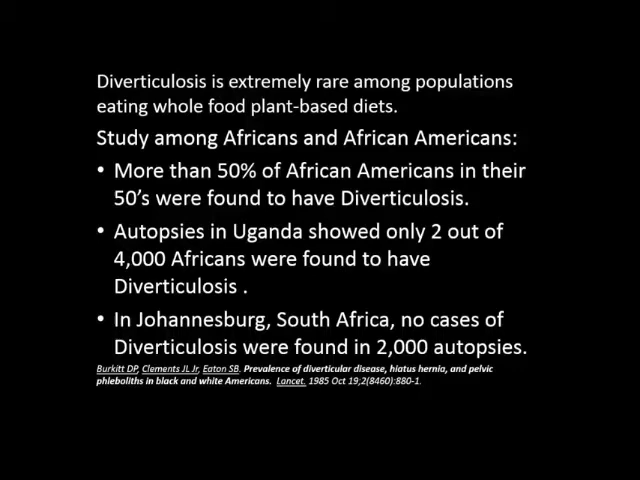 Diverticulosis is extremely rare among populations
eating whole food plant-based diets.
Study among Africans and African Americans:
• More than 50% of African Americans in their
50's were found to have Diverticulosis.
• Autopsies in Uganda showed only 2 out of
4,000 Africans were found to have
Diverticulosis .
• In Johannesburg, South Africa, no cases of
Diverticulosis were found in 2,000 autopsies.
Burkitt DP, Clements JL Jr, Eaton SB. Prevalence of diverticular disease, hiatus hernia, and pelvic
phleboliths in black and white Americans. Lancet. 1985 Oct 19;2(8460):880-1.